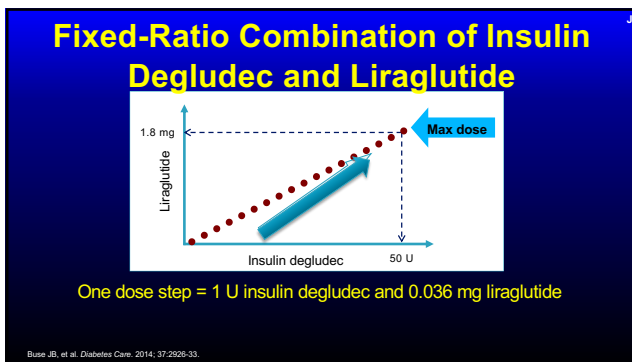 J
Fixed-Ratio Combination of Insulin
Degludec and Liraglutide
1.8 mg
Max dose
Liraglutide
Insulin degludec
50 U
One dose step = 1 U insulin degludec and 0.036 mg liraglutide
Buse JB, et al. Diabetes Care. 2014; 37:2926-33.